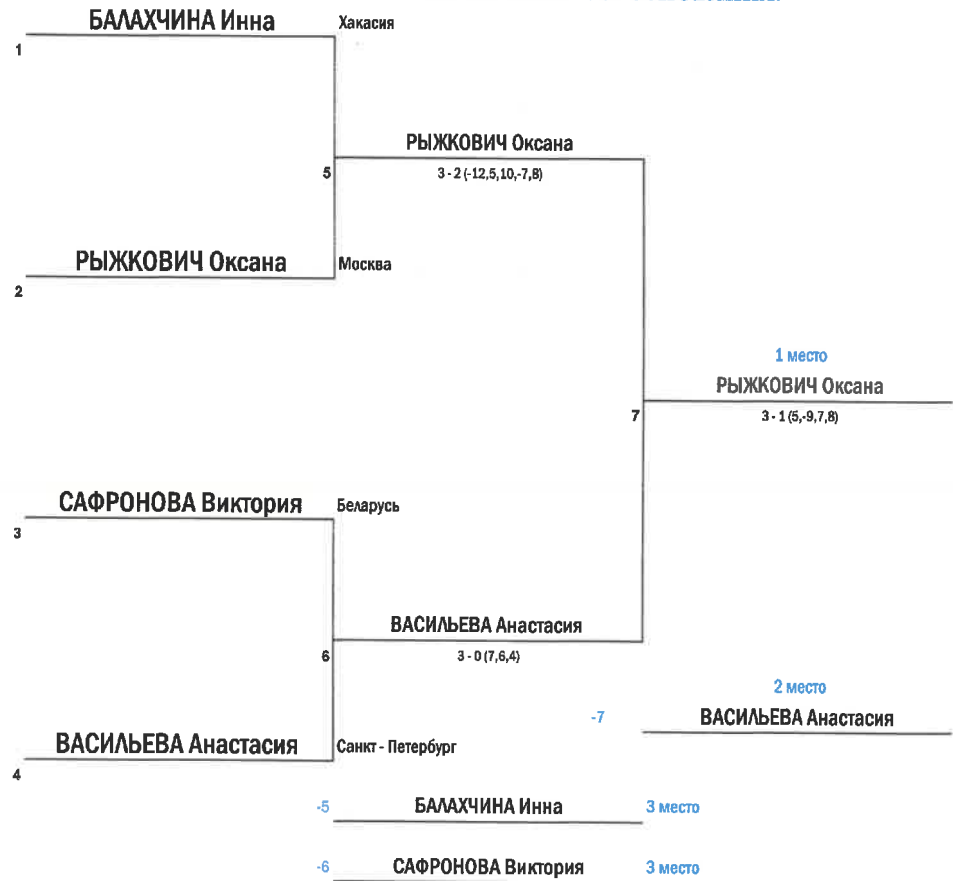 БАЛАХЧИНА Инна
Хакасия
1
РЫЖКОВИЧ Оксана
5
3 - 2 (-12,5,10,-7,8)
РЫЖКОВИЧ Оксана
Москва
2
1 место
РЫЖКОВИЧ Оксана
7
3 - 1 (5,-9,7,8)
САФРОНОВА Виктория
Беларусь
3
ВАСИЛЬЕВА Анастасия
6
3 - 0 (7,6,4)
2 место
-7
ВАСИЛЬЕВА Анастасия
ВАСИЛЬЕВА Анастасия
Санкт - Петербург
4
-5
БАЛАХЧИНА Инна
3 место
-6
САФРОНОВА Виктория
3 место